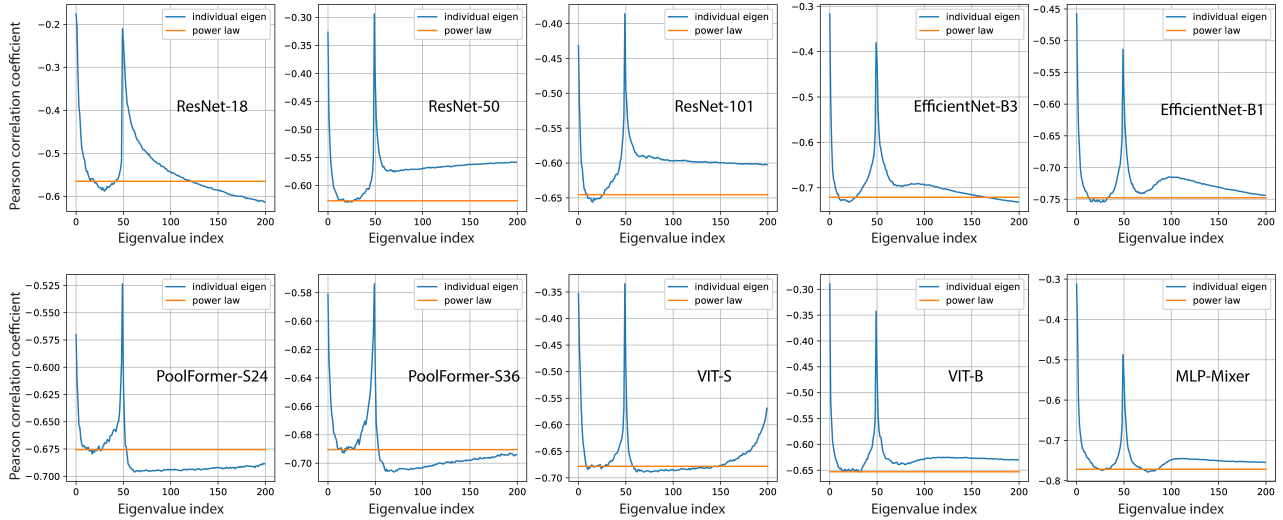 Pearson correlation coefficient
−0.2
−0.3
−0.4
−0.5
−0.6
individual eigen
power law
ResNet-18
0 50 100 150 200
Eigenvalue index
−0.30
−0.35
−0.40
−0.45
−0.50
−0.55
−0.60
individual eigen
power law
ResNet-50
0 50 100 150 200
Eigenvalue index
−0.40
−0.45
−0.50
−0.55
−0.60
−0.65
individual eigen
power law
ResNet-101
0 50 100 150 200
Eigenvalue index
−0.3
−0.4
−0.5
−0.6
−0.7
individual eigen
power law
EfficientNet-B3
0 50 100 150 200
Eigenvalue index
−0.45
−0.50
−0.55
−0.60
−0.65
−0.70
−0.75
individual eigen
power law
EfficientNet-B1
0 50 100 150 200
Eigenvalue index
Pearson correlation coefficient
−0.525
−0.550
−0.575
−0.600
−0.625
−0.650
−0.675
−0.700
individual eigen
power law
PoolFormer-S24
0 50 100 150 200
Eigenvalue index
−0.58
−0.60
−0.62
−0.64
−0.66
−0.68
−0.70
individual eigen
power law
PoolFormer-S36
0 50 100 150 200
Eigenvalue index
−0.35
−0.40
−0.45
−0.50
−0.55
−0.60
−0.65
−0.70
individual eigen
power law
VIT-S
0 50 100 150 200
Eigenvalue index
−0.30
−0.35
−0.40
−0.45
−0.50
−0.55
−0.60
−0.65
individual eigen
power law
VIT-B
0 50 100 150 200
Eigenvalue index
−0.3
−0.4
−0.5
−0.6
−0.7
−0.8
individual eigen
power law
MLP-Mixer
0 50 100 150 200
Eigenvalue index